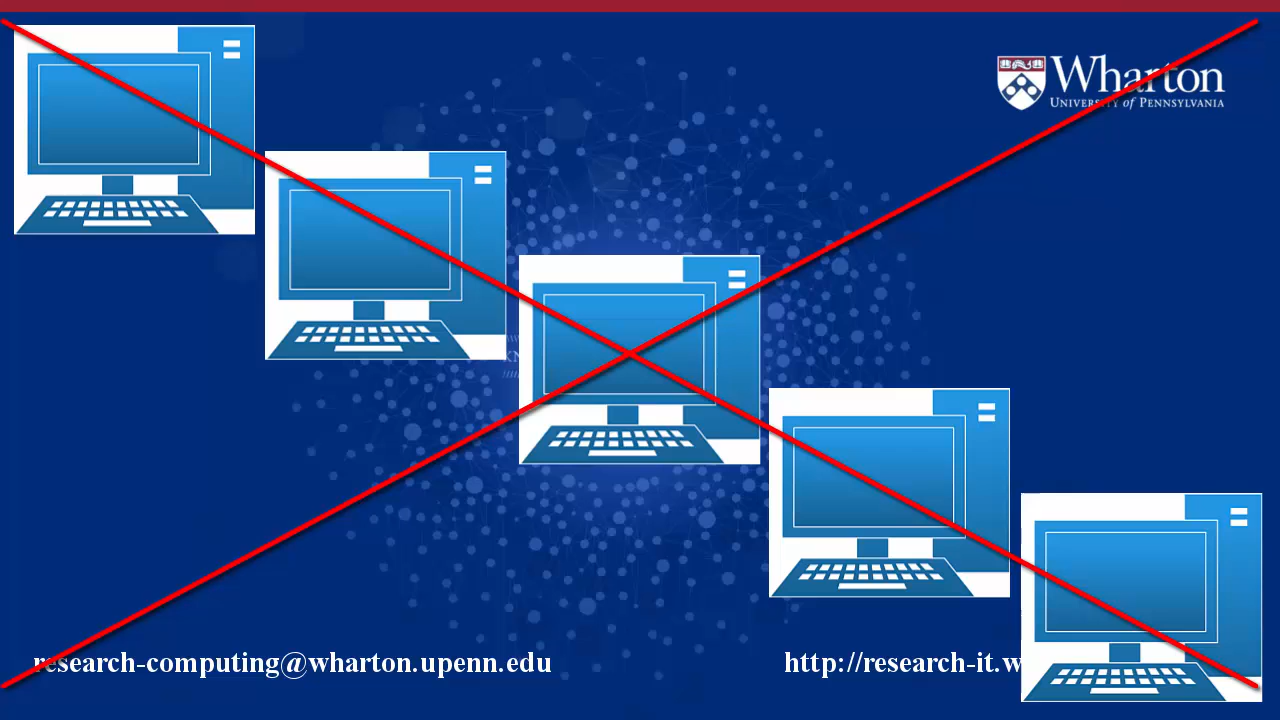 Wharton
UNIVERSITY of PENNSYLVANIA
research-computing@wharton.upenn.edu
http://research-it.w